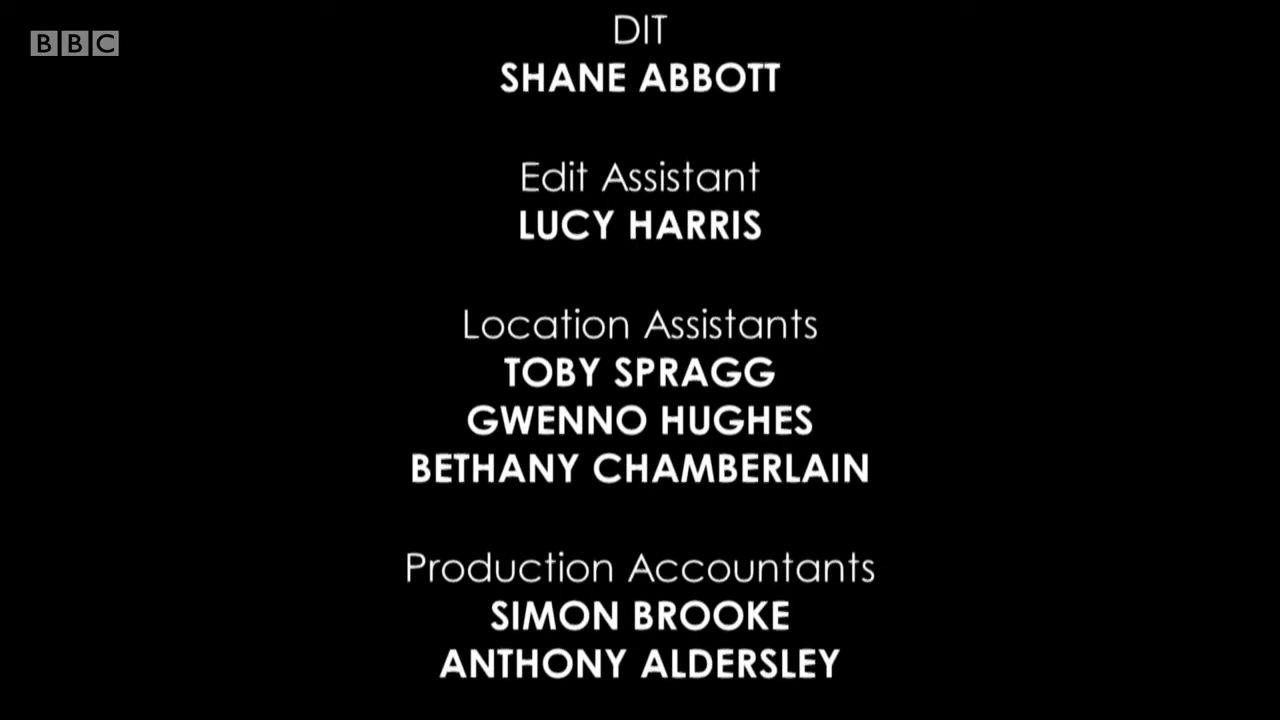 BBC
DIT
SHANE ABBOTT
Edit Assistant
LUCY HARRIS
Location Assistants
TOBY SPRAGG
GWENNO HUGHES
BETHANY CHAMBERLAIN
Production Accountants
SIMON BROOKE
ANTHONY ALDERSLEY